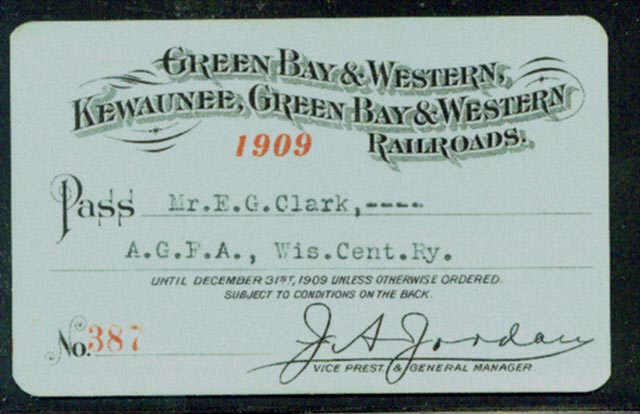 GREEN BAY & WESTERN,
KEWAUNEE, GREEN BAY & WESTERN
1909 RAILROADS.
Pass Mr.E.G.Clark,----
A.G.F.A., Wis.Cent.Ry.
UNTIL DECEMBER 31ST, 1909 UNLESS OTHERWISE ORDERED.
SUBJECT TO CONDITIONS ON THE BACK.
No. 387 J A Jordan
VICE PREST. & GENERAL MANAGER.